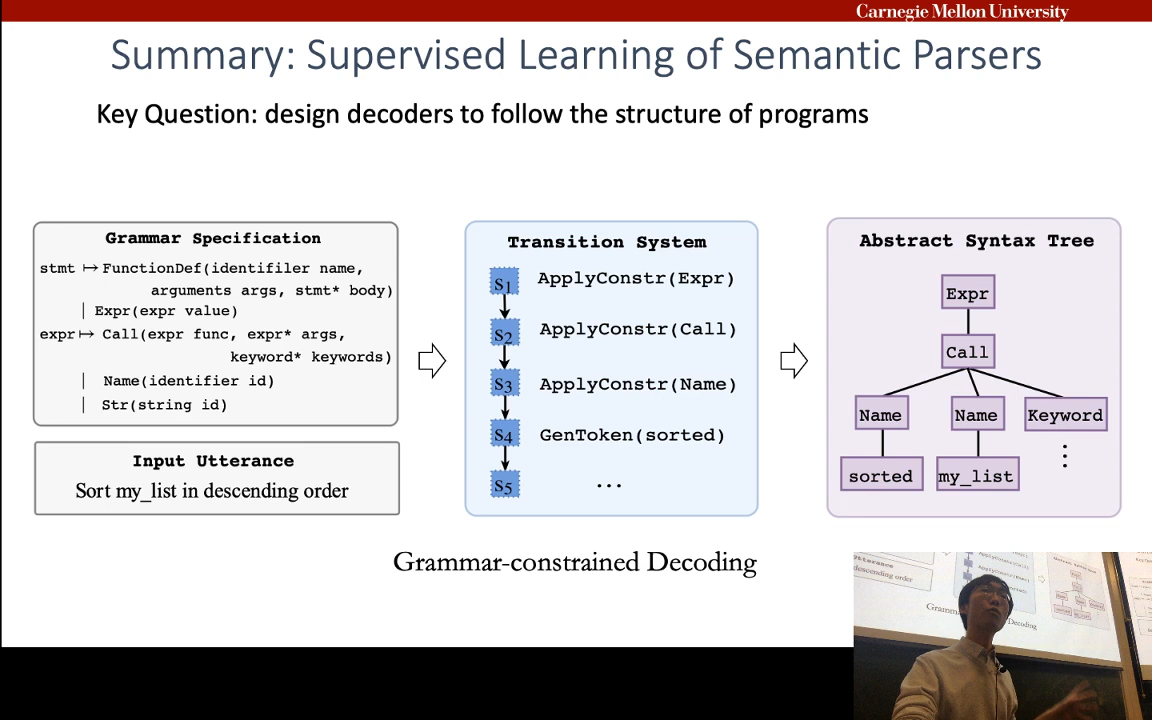 Carnegie Mellon University
Summary: Supervised Learning of Semantic Parsers
Key Question: design decoders to follow the structure of programs
Grammar Specification
stmt ↦ FunctionDef(identifiler name,
arguments args, stmt* body)
| Expr(expr value)
expr ↦ Call(expr func, expr* args,
keyword* keywords)
| Name(identifier id)
| Str(string id)
Input Utterance
Sort my_list in descending order
Transition System
S1 ApplyConstr(Expr)
S2 ApplyConstr(Call)
S3 ApplyConstr(Name)
S4 GenToken(sorted)
S5 ...
Abstract Syntax Tree
Expr
Call
Name Name Keyword
sorted my_list
Grammar-constrained Decoding
descending order
Decoding